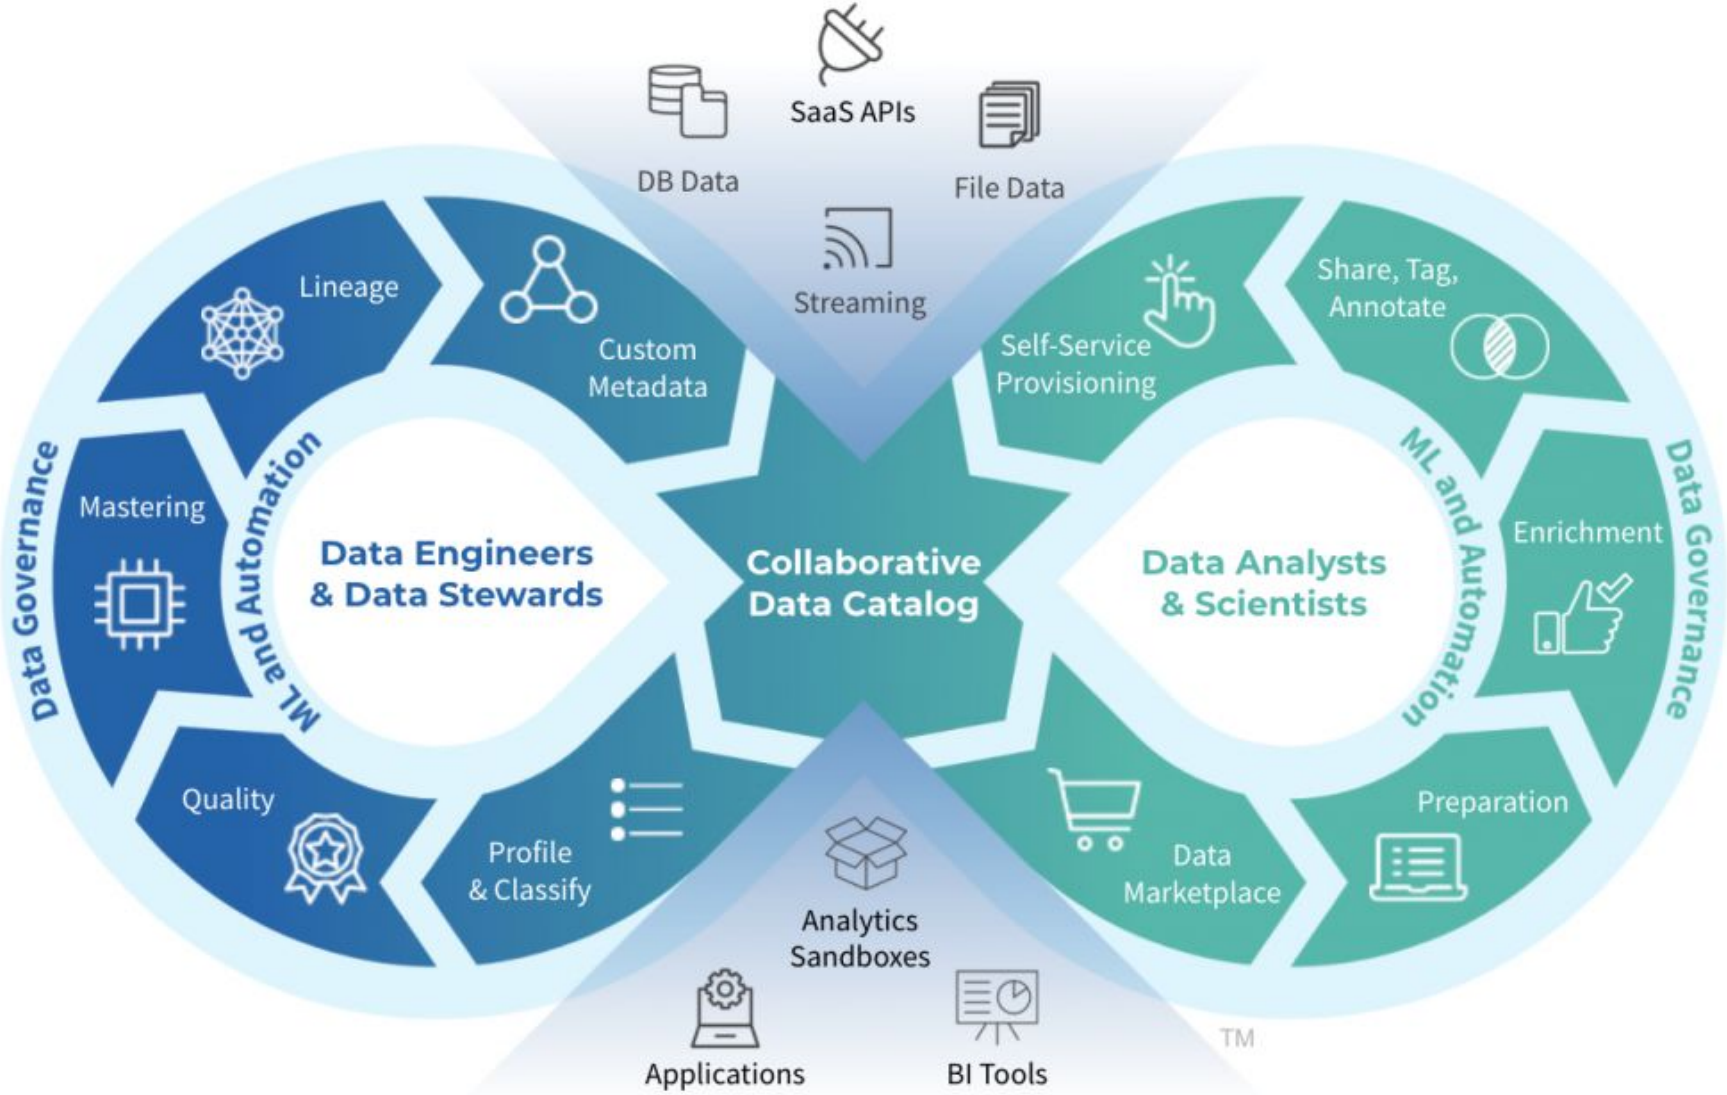 SaaS APIs
DB Data
File Data
Streaming
Lineage
Custom
Metadata
Self-Service
Provisioning
Share, Tag,
Annotate
Data Governance
Mastering
ML and Automation
Data Engineers
& Data Stewards
Collaborative
Data Catalog
Data Analysts
& Scientists
ML and Automation
Enrichment
Data Governance
Quality
Profile
& Classify
Data
Marketplace
Preparation
Analytics
Sandboxes
Applications
BI Tools
TM